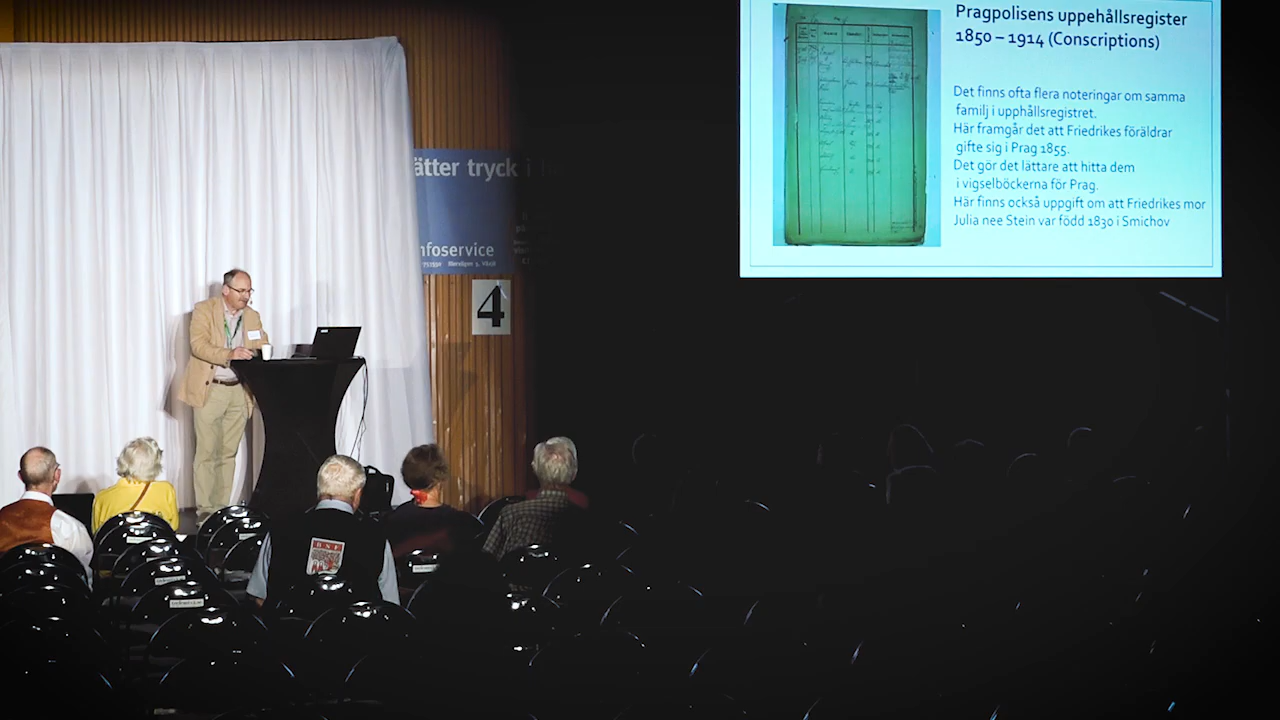 Pragpolisens uppehållsregister
1850 – 1914 (Conscriptions)
Det finns ofta flera noteringar om samma
familj i upphållsregistret.
Här framgår det att Friedrikes föräldrar
gifte sig i Prag 1855.
Det gör det lättare att hitta dem
i vigselböckerna för Prag.
Här finns också uppgift om att Friedrikes mor
Julia nee Stein var född 1830 i Smichov
ätter tryck i
nfoservice
4
BNF